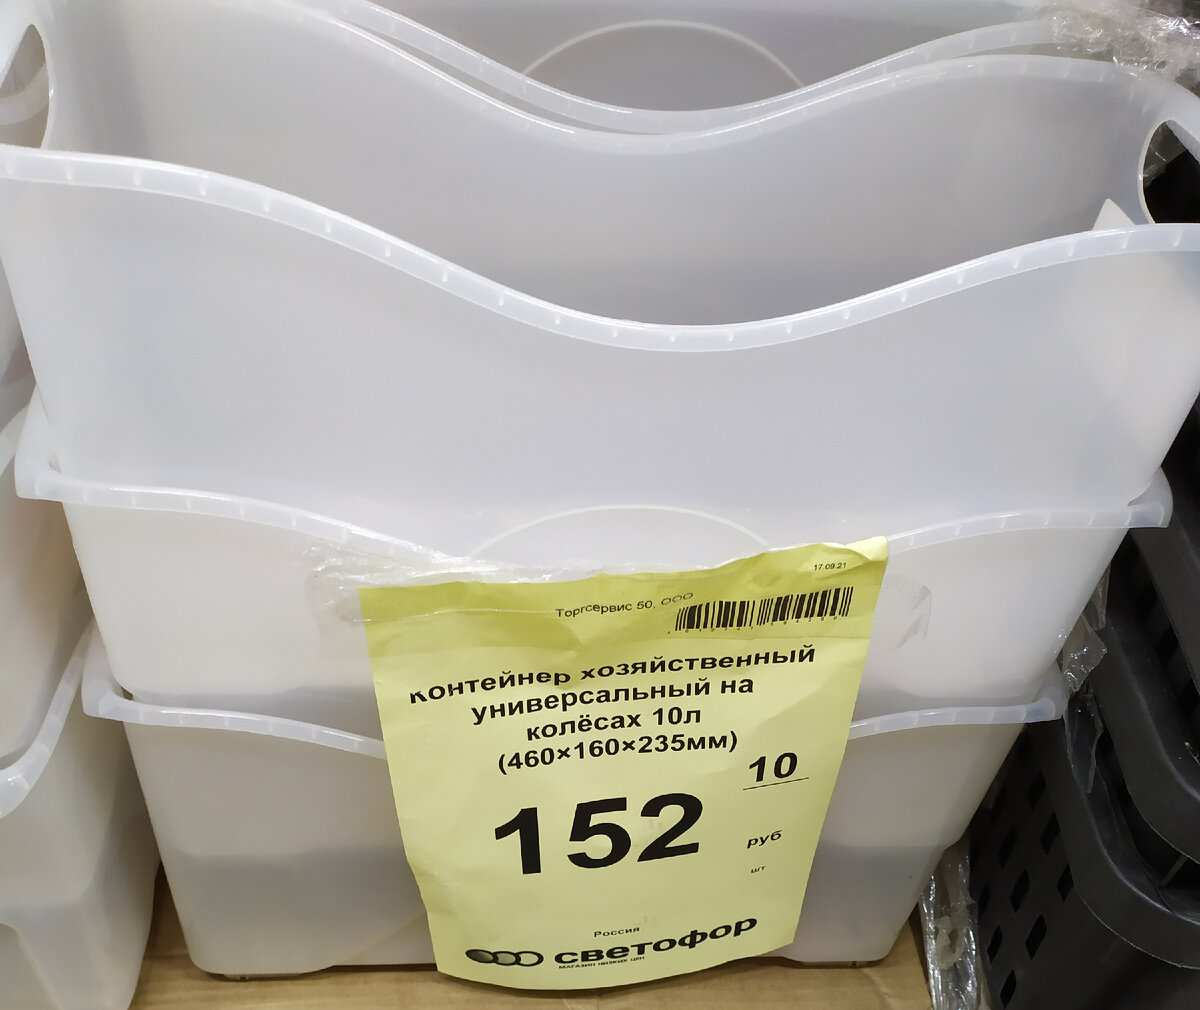 17.09.21
Торгсервис 50, ООО
Контейнер хозяйственный
универсальный на
колёсах 10л
(460×160×235мм)
152 10
руб
шт
Россия
светофор
МАГАЗИН НИЗКИХ ЦЕН